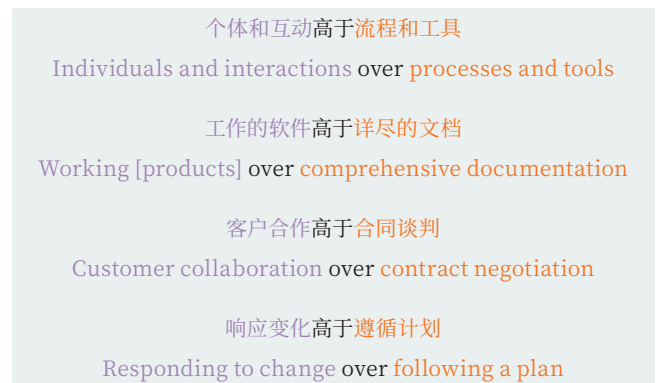 个体和互动高于流程和工具
Individuals and interactions over processes and tools
工作的软件高于详尽的文档
Working [products] over comprehensive documentation
客户合作高于合同谈判
Customer collaboration over contract negotiation
响应变化高于遵循计划
Responding to change over following a plan